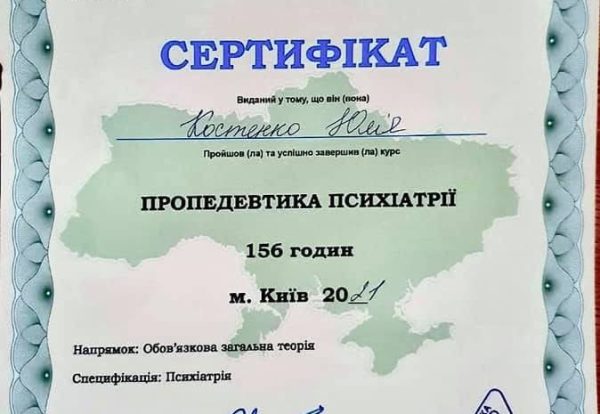 СЕРТИФІКАТ
Виданий у тому, що він (вона)
Костенко Юлія
Пройшов (ла) та успішно завершив (ла) курс
ПРОПЕДЕВТИКА ПСИХІАТРІЇ
156 годин
м. Київ 2021
Напрямок: Обов'язкова загальна теорія
Специфікація: Психіатрія